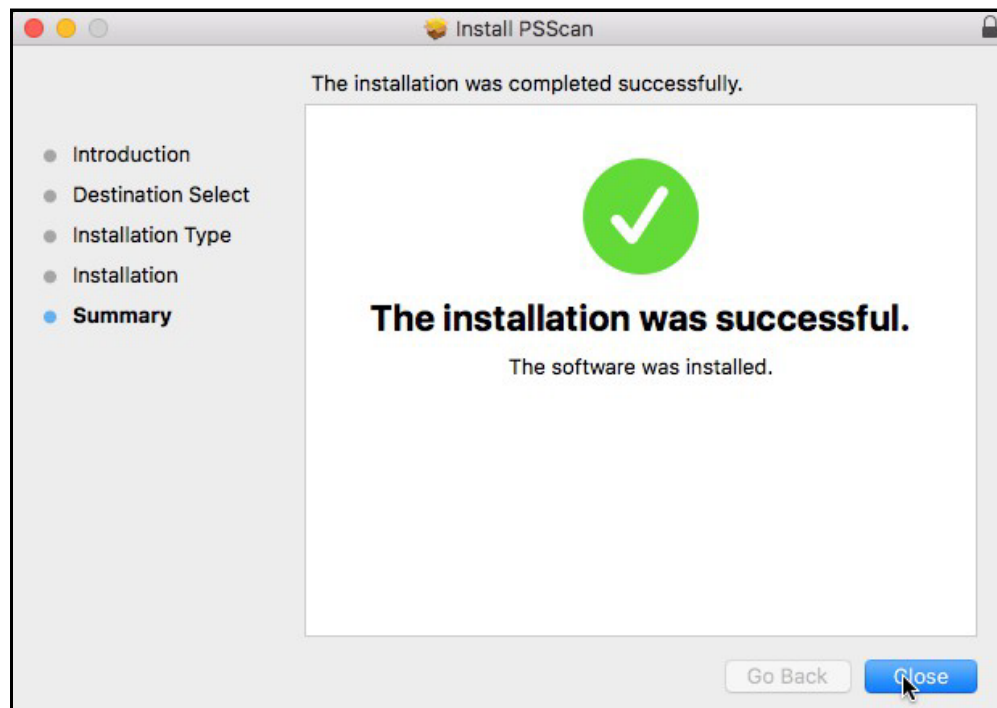 Install PSScan
The installation was completed successfully.
Introduction
Destination Select
Installation Type
Installation
Summary
The installation was successful.
The software was installed.
Go Back
Close